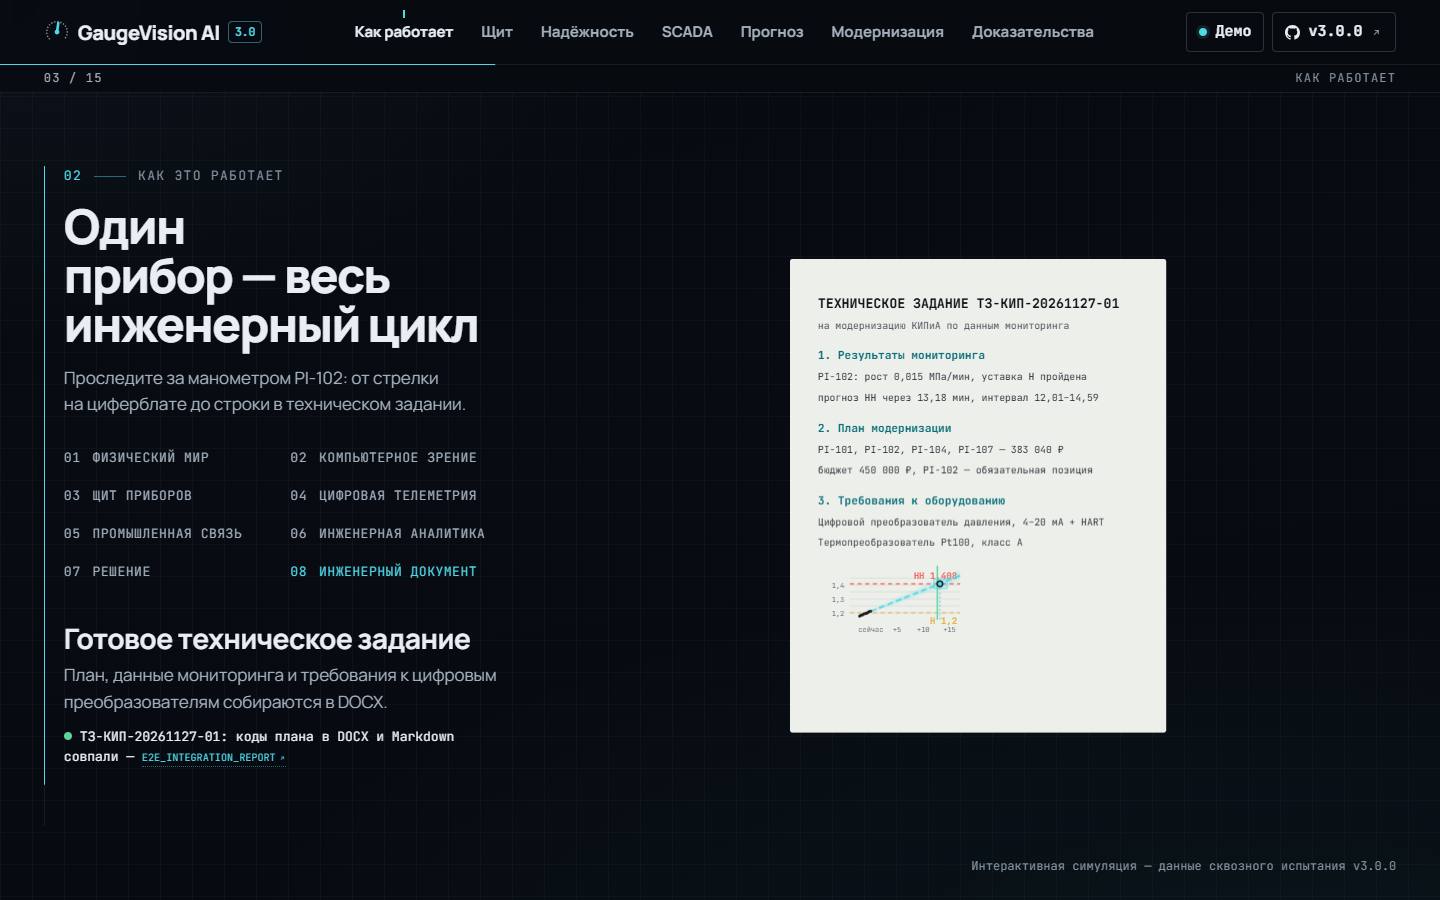 GaugeVision AI 3.0
Как работает Щит Надёжность SCADA Прогноз Модернизация Доказательства
Демо v3.0.0 ↗
03 / 15
КАК РАБОТАЕТ
02 КАК ЭТО РАБОТАЕТ
Один
прибор — весь
инженерный цикл
Проследите за манометром PI-102: от стрелки
на циферблате до строки в техническом задании.
01 ФИЗИЧЕСКИЙ МИР
02 КОМПЬЮТЕРНОЕ ЗРЕНИЕ
03 ЩИТ ПРИБОРОВ
04 ЦИФРОВАЯ ТЕЛЕМЕТРИЯ
05 ПРОМЫШЛЕННАЯ СВЯЗЬ
06 ИНЖЕНЕРНАЯ АНАЛИТИКА
07 РЕШЕНИЕ
08 ИНЖЕНЕРНЫЙ ДОКУМЕНТ
Готовое техническое задание
План, данные мониторинга и требования к цифровым
преобразователям собираются в DOCX.
ТЗ-КИП-20261127-01: коды плана в DOCX и Markdown
совпали — E2E_INTEGRATION_REPORT ↗
ТЕХНИЧЕСКОЕ ЗАДАНИЕ ТЗ-КИП-20261127-01
на модернизацию КИПиА по данным мониторинга
1. Результаты мониторинга
PI-102: рост 0,015 МПа/мин, уставка H пройдена
прогноз HH через 13,18 мин, интервал 12,01–14,59
2. План модернизации
PI-101, PI-102, PI-104, PI-107 — 383 040 ₽
бюджет 450 000 ₽, PI-102 — обязательная позиция
3. Требования к оборудованию
Цифровой преобразователь давления, 4–20 мА + HART
Термопреобразователь Pt100, класс A
HH 1,408
1,4
1,3
1,2
H 1,2
сейчас +5 +10 +15
Интерактивная симуляция — данные сквозного испытания v3.0.0